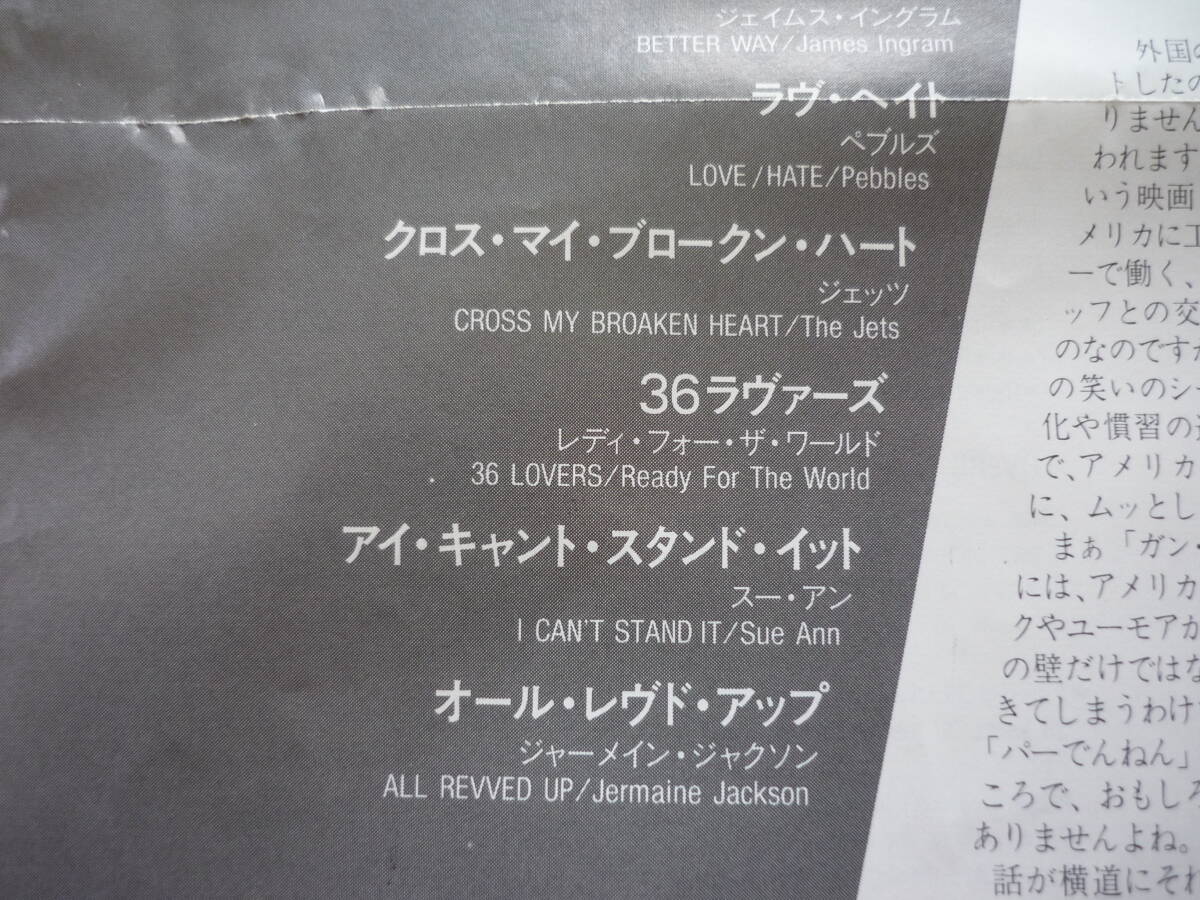 ジェイムス・イングラム
BETTER WAY/James Ingram
ラヴ・ヘイト
ペブルズ
LOVE/HATE/Pebbles
クロス・マイ・ブロークン・ハート
ジェッツ
CROSS MY BROAKEN HEART/The Jets
36ラヴァーズ
レディ・フォー・ザ・ワールド
36 LOVERS/Ready For The World
アイ・キャント・スタンド・イット
スー・アン
I CAN'T STAND IT/Sue Ann
オール・レヴド・アップ
ジャーメイン・ジャクソン
ALL REVVED UP/Jermaine Jackson
外国の
トしたの
りません
われます
いう映画
メリカに工
ーで働く、
ッフとの交
のなのですが
の笑いのシー
化や慣習の
で、アメリカ
に、ムッとし
まぁ「ガン・
には、アメリカ
クやユーモアが
の壁だけではな
きてしまうわけ
「パーでんねん」
ころで、おもしろ
ありませんよね。
話が横道にそれ